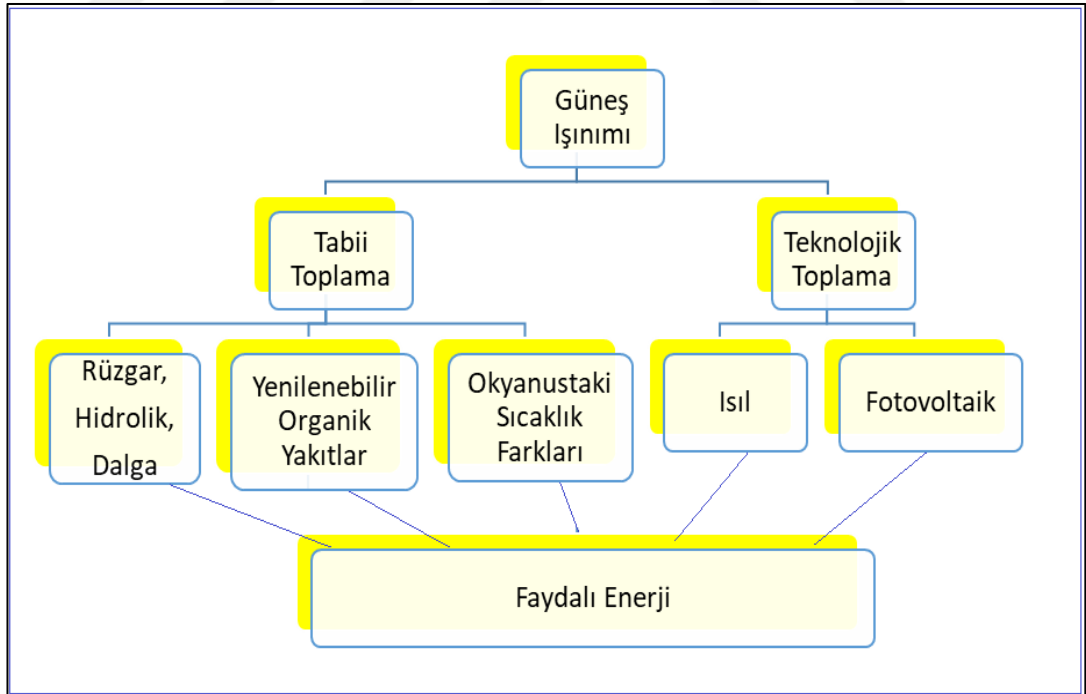 Güneş
Işınımı
Tabii
Toplama
Teknolojik
Toplama
Rüzgar,
Hidrolik,
Dalga
Yenilenebilir
Organik
Yakıtlar
Okyanustaki
Sıcaklık
Farkları
Isıl
Fotovoltaik
Faydalı Enerji